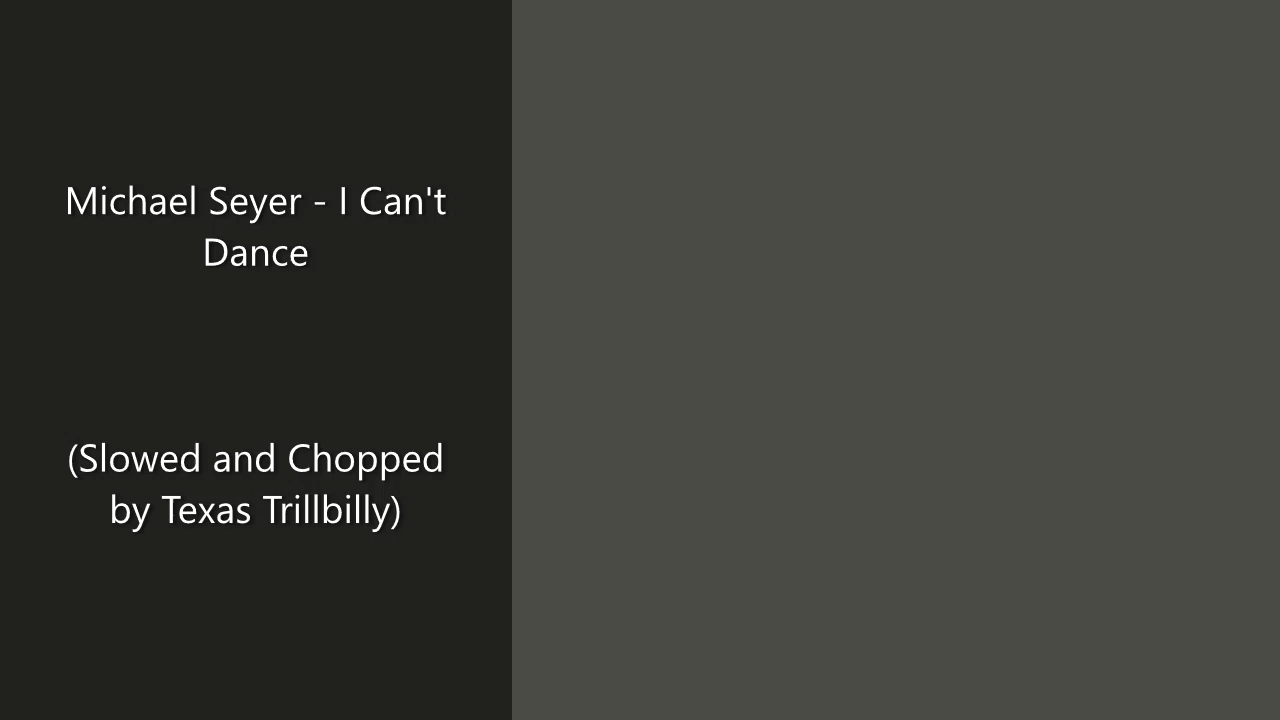 Michael Seyer - I Can't
Dance
(Slowed and Chopped
by Texas Trillbilly)